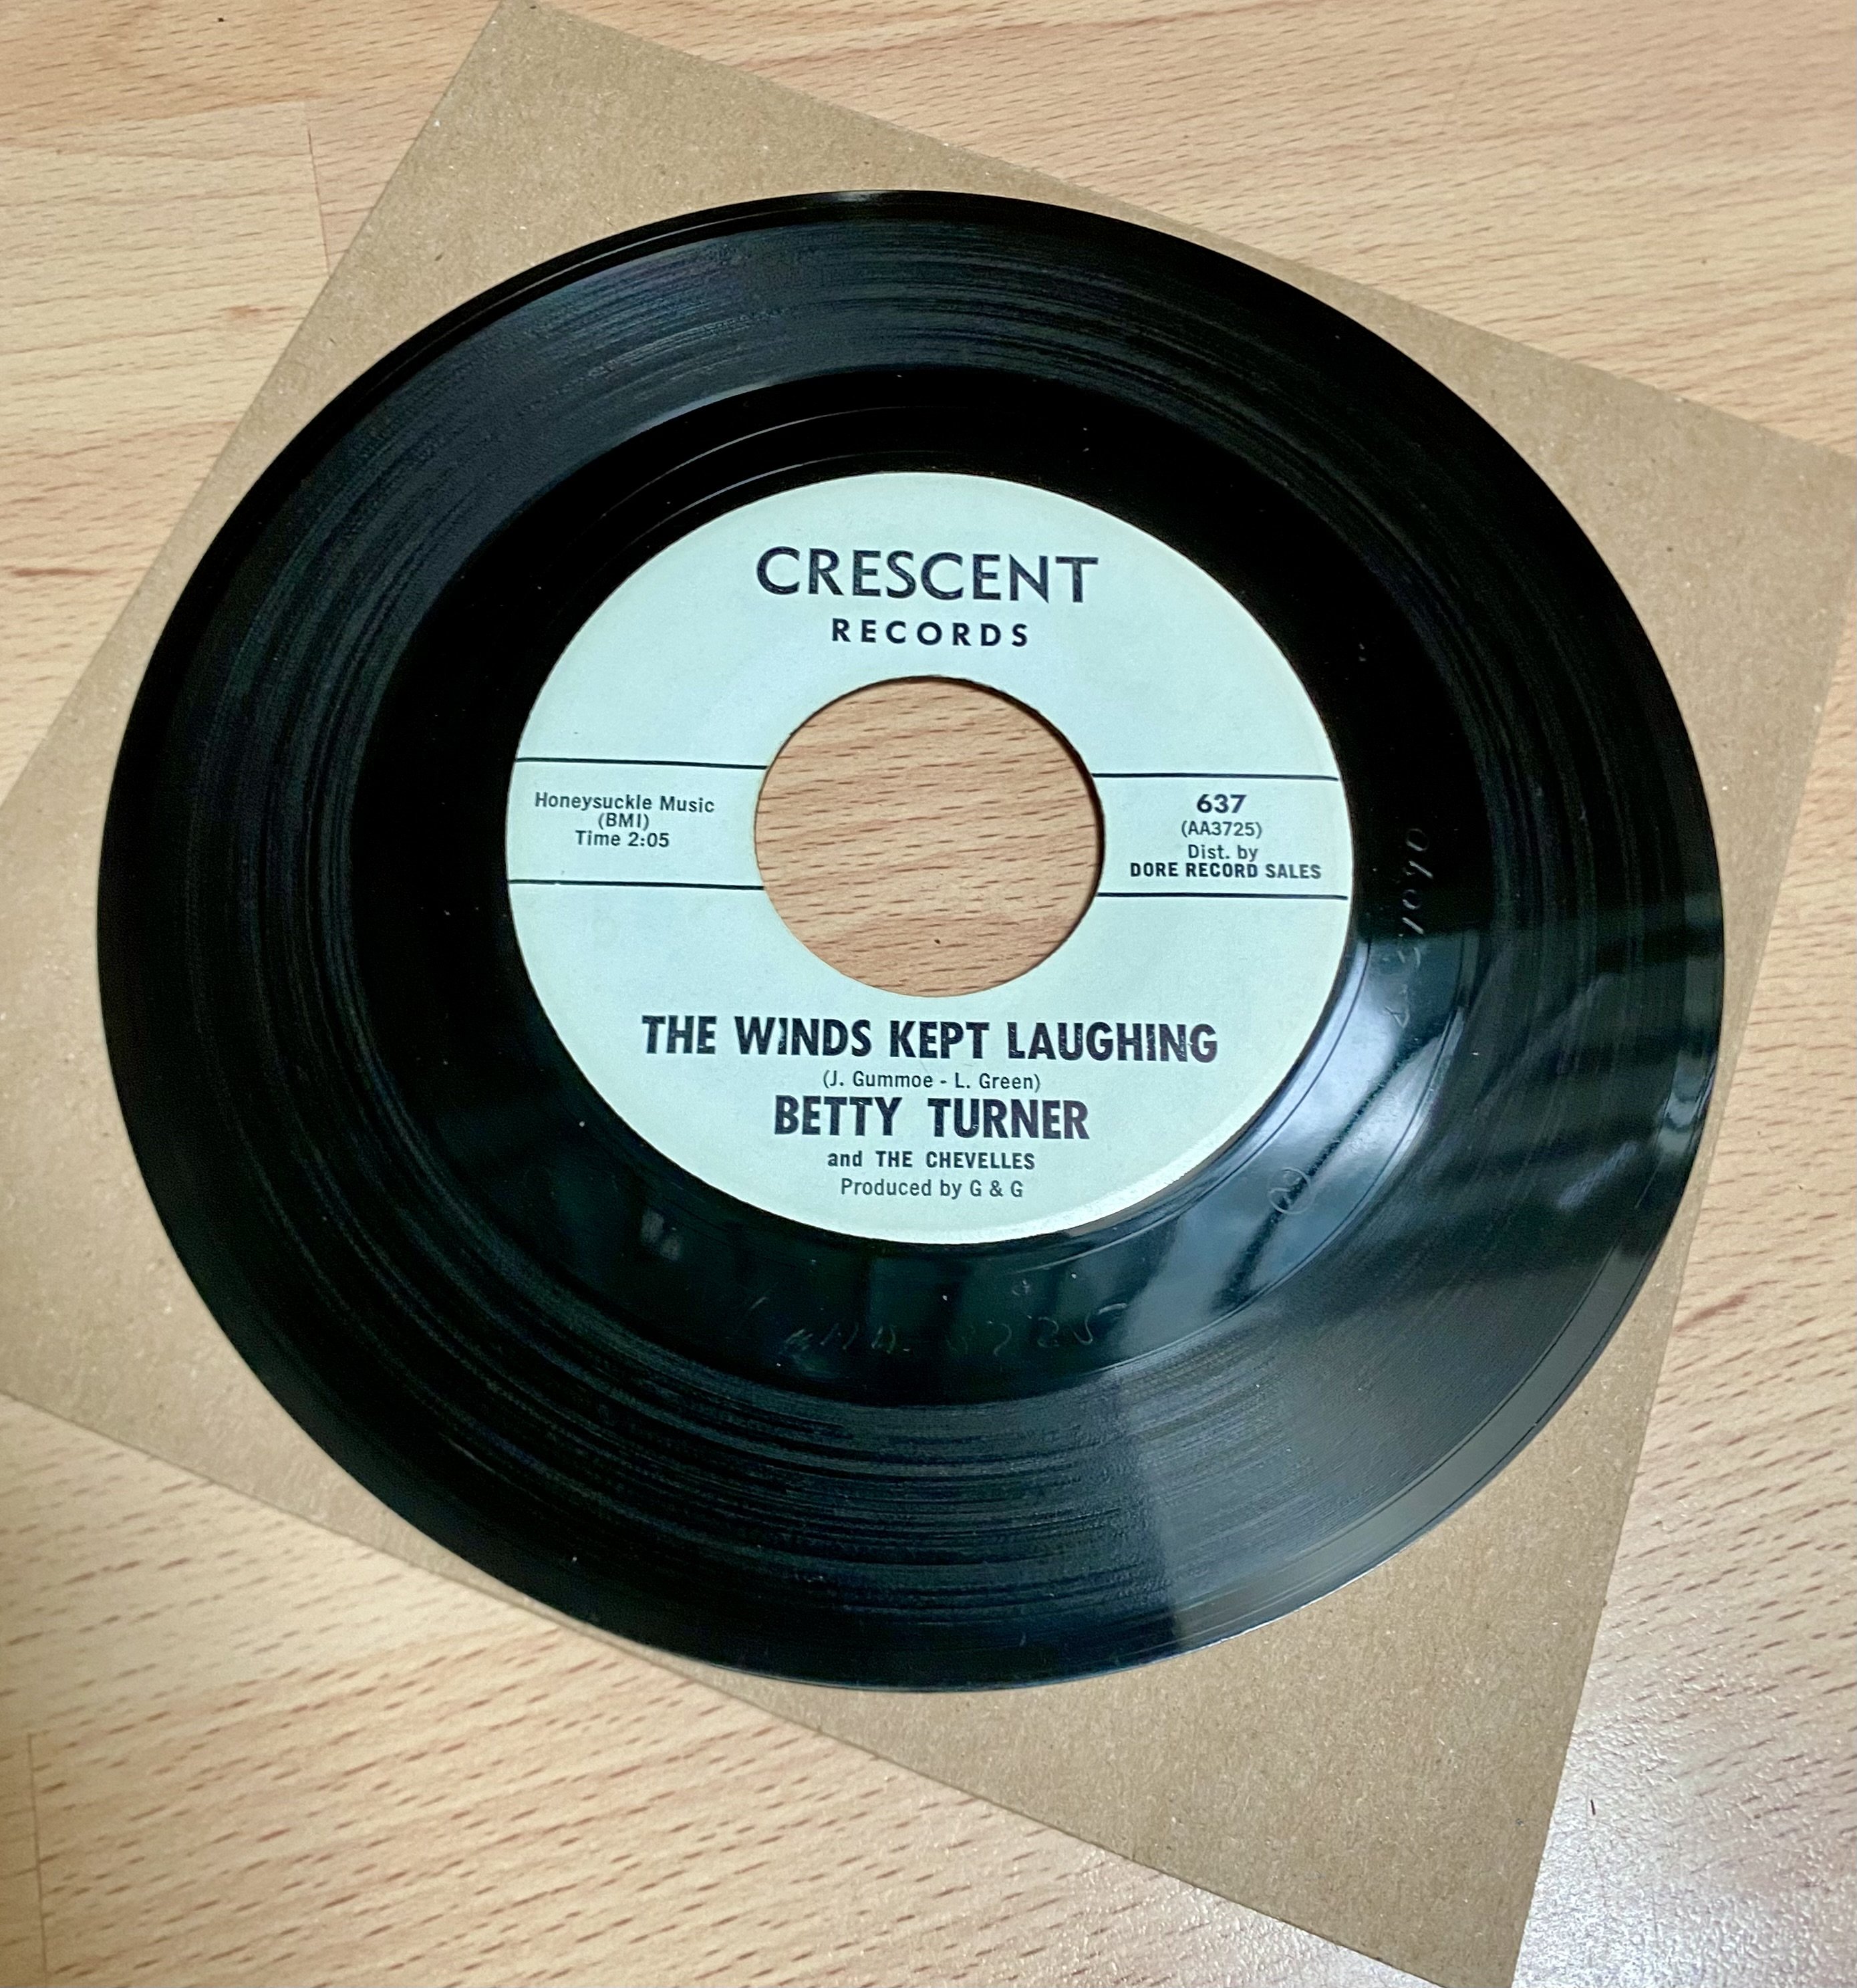 CRESCENT
RECORDS
Honeysuckle Music
(BMI)
Time 2:05
637
(AA3725)
Dist. by
DORE RECORD SALES
THE WINDS KEPT LAUGHING
(J. Gummoe - L. Green)
BETTY TURNER
and THE CHEVELLES
Produced by G & G